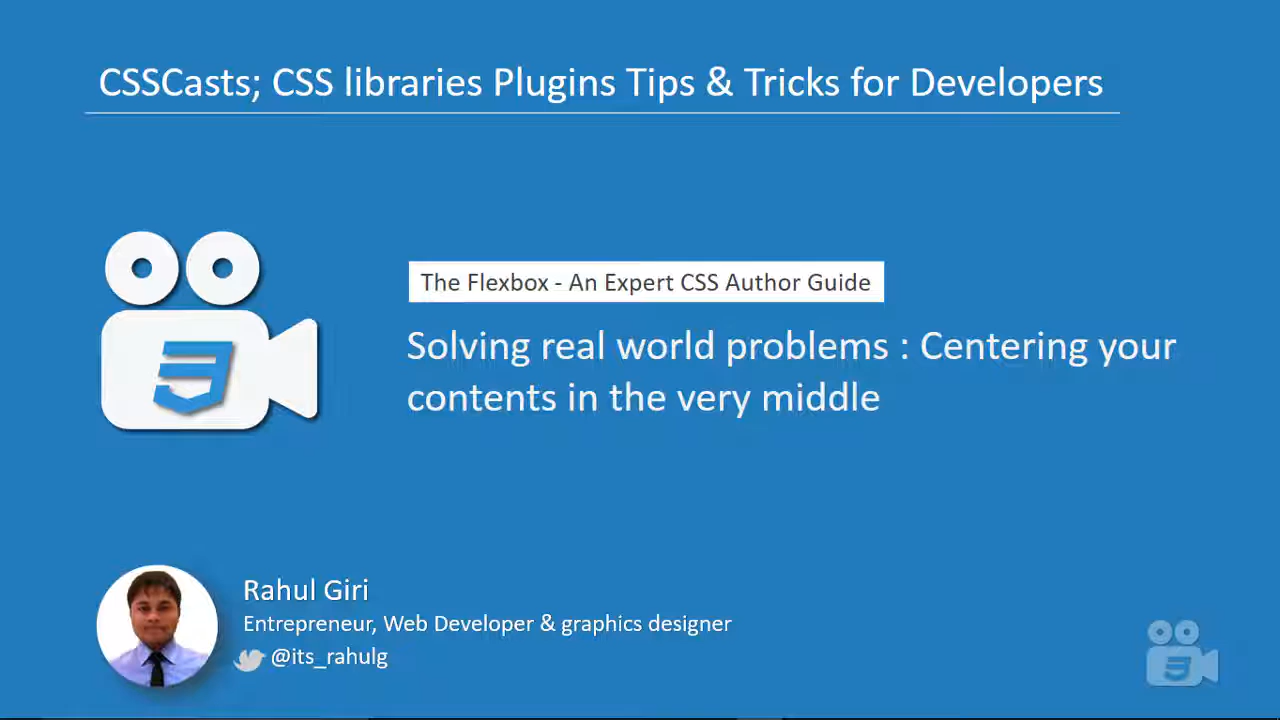 CSSCasts; CSS libraries Plugins Tips & Tricks for Developers
The Flexbox - An Expert CSS Author Guide
Solving real world problems : Centering your
contents in the very middle
Rahul Giri
Entrepreneur, Web Developer & graphics designer
@its_rahulg